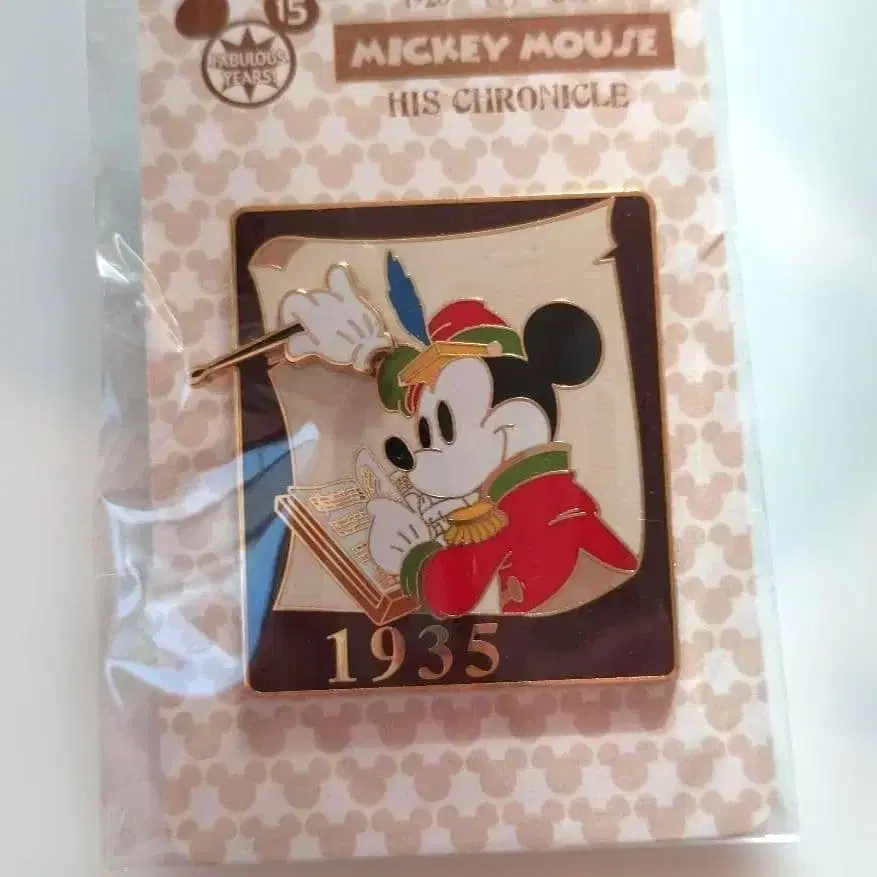 15
FABULOUS
YEARS!
MICKEY MOUSE
HIS CHRONICLE
1935